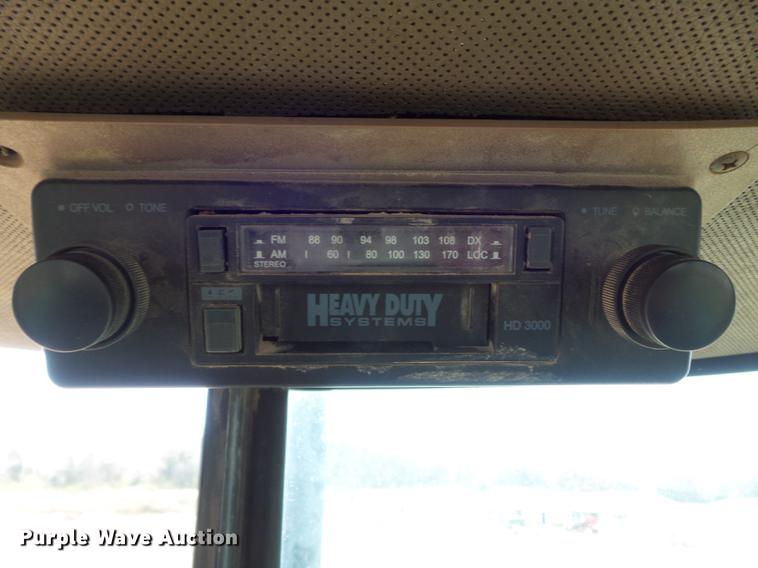 OFF VOL TONE
TUNE BALANCE
FM 88 90 94 98 103 108 DX
AM 60 80 100 130 170 LOC
STEREO
HEAVY DUTY
SYSTEMS
HD 3000
Purple Wave Auction